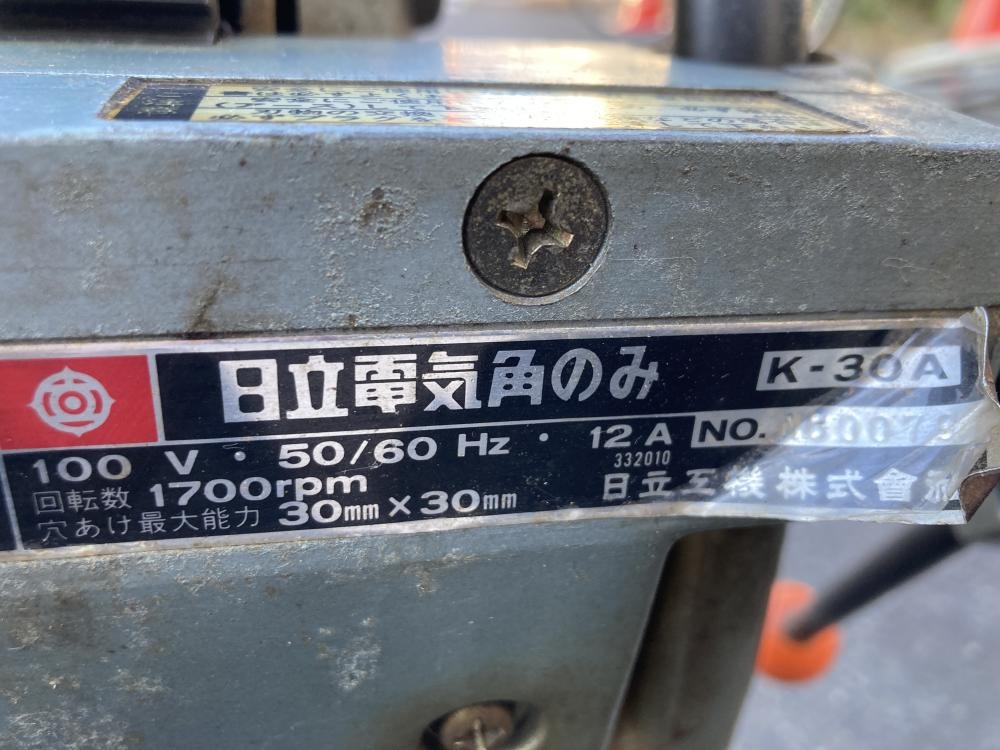 日立電気角のみ K-30A
100 V・50/60 Hz・12 A NO.
332010
回転数 1700rpm
日立工機株式會社
穴あけ最大能力 30mm×30mm